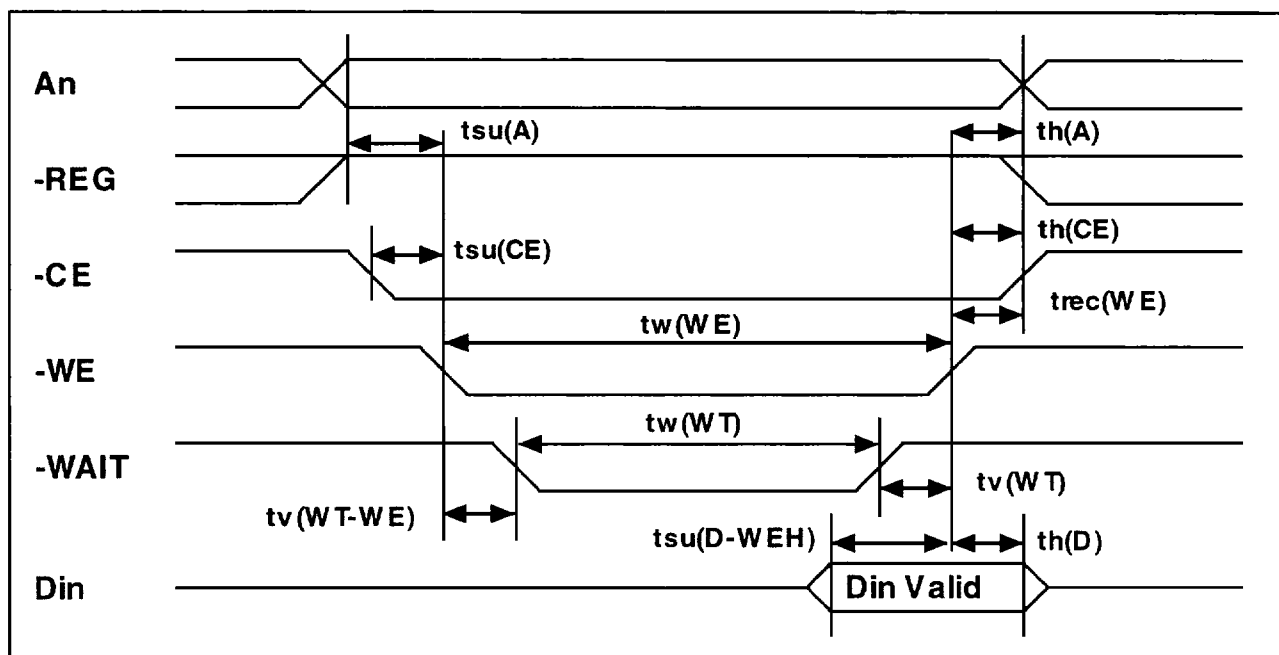 An
tsu(A)
th(A)
-REG
tsu(CE)
th(CE)
-CE
trec(WE)
tw(WE)
-WE
tw(WT)
-WAIT
tv(WT)
tv(WT-WE)
tsu(D-WEH)
th(D)
Din
Din Valid